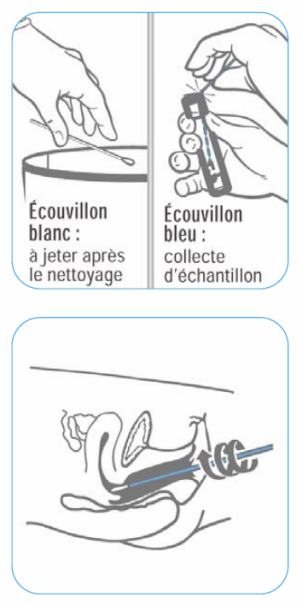 Écouvillon
blanc :
à jeter après
le nettoyage
Écouvillon
bleu :
collecte
d'échantillon